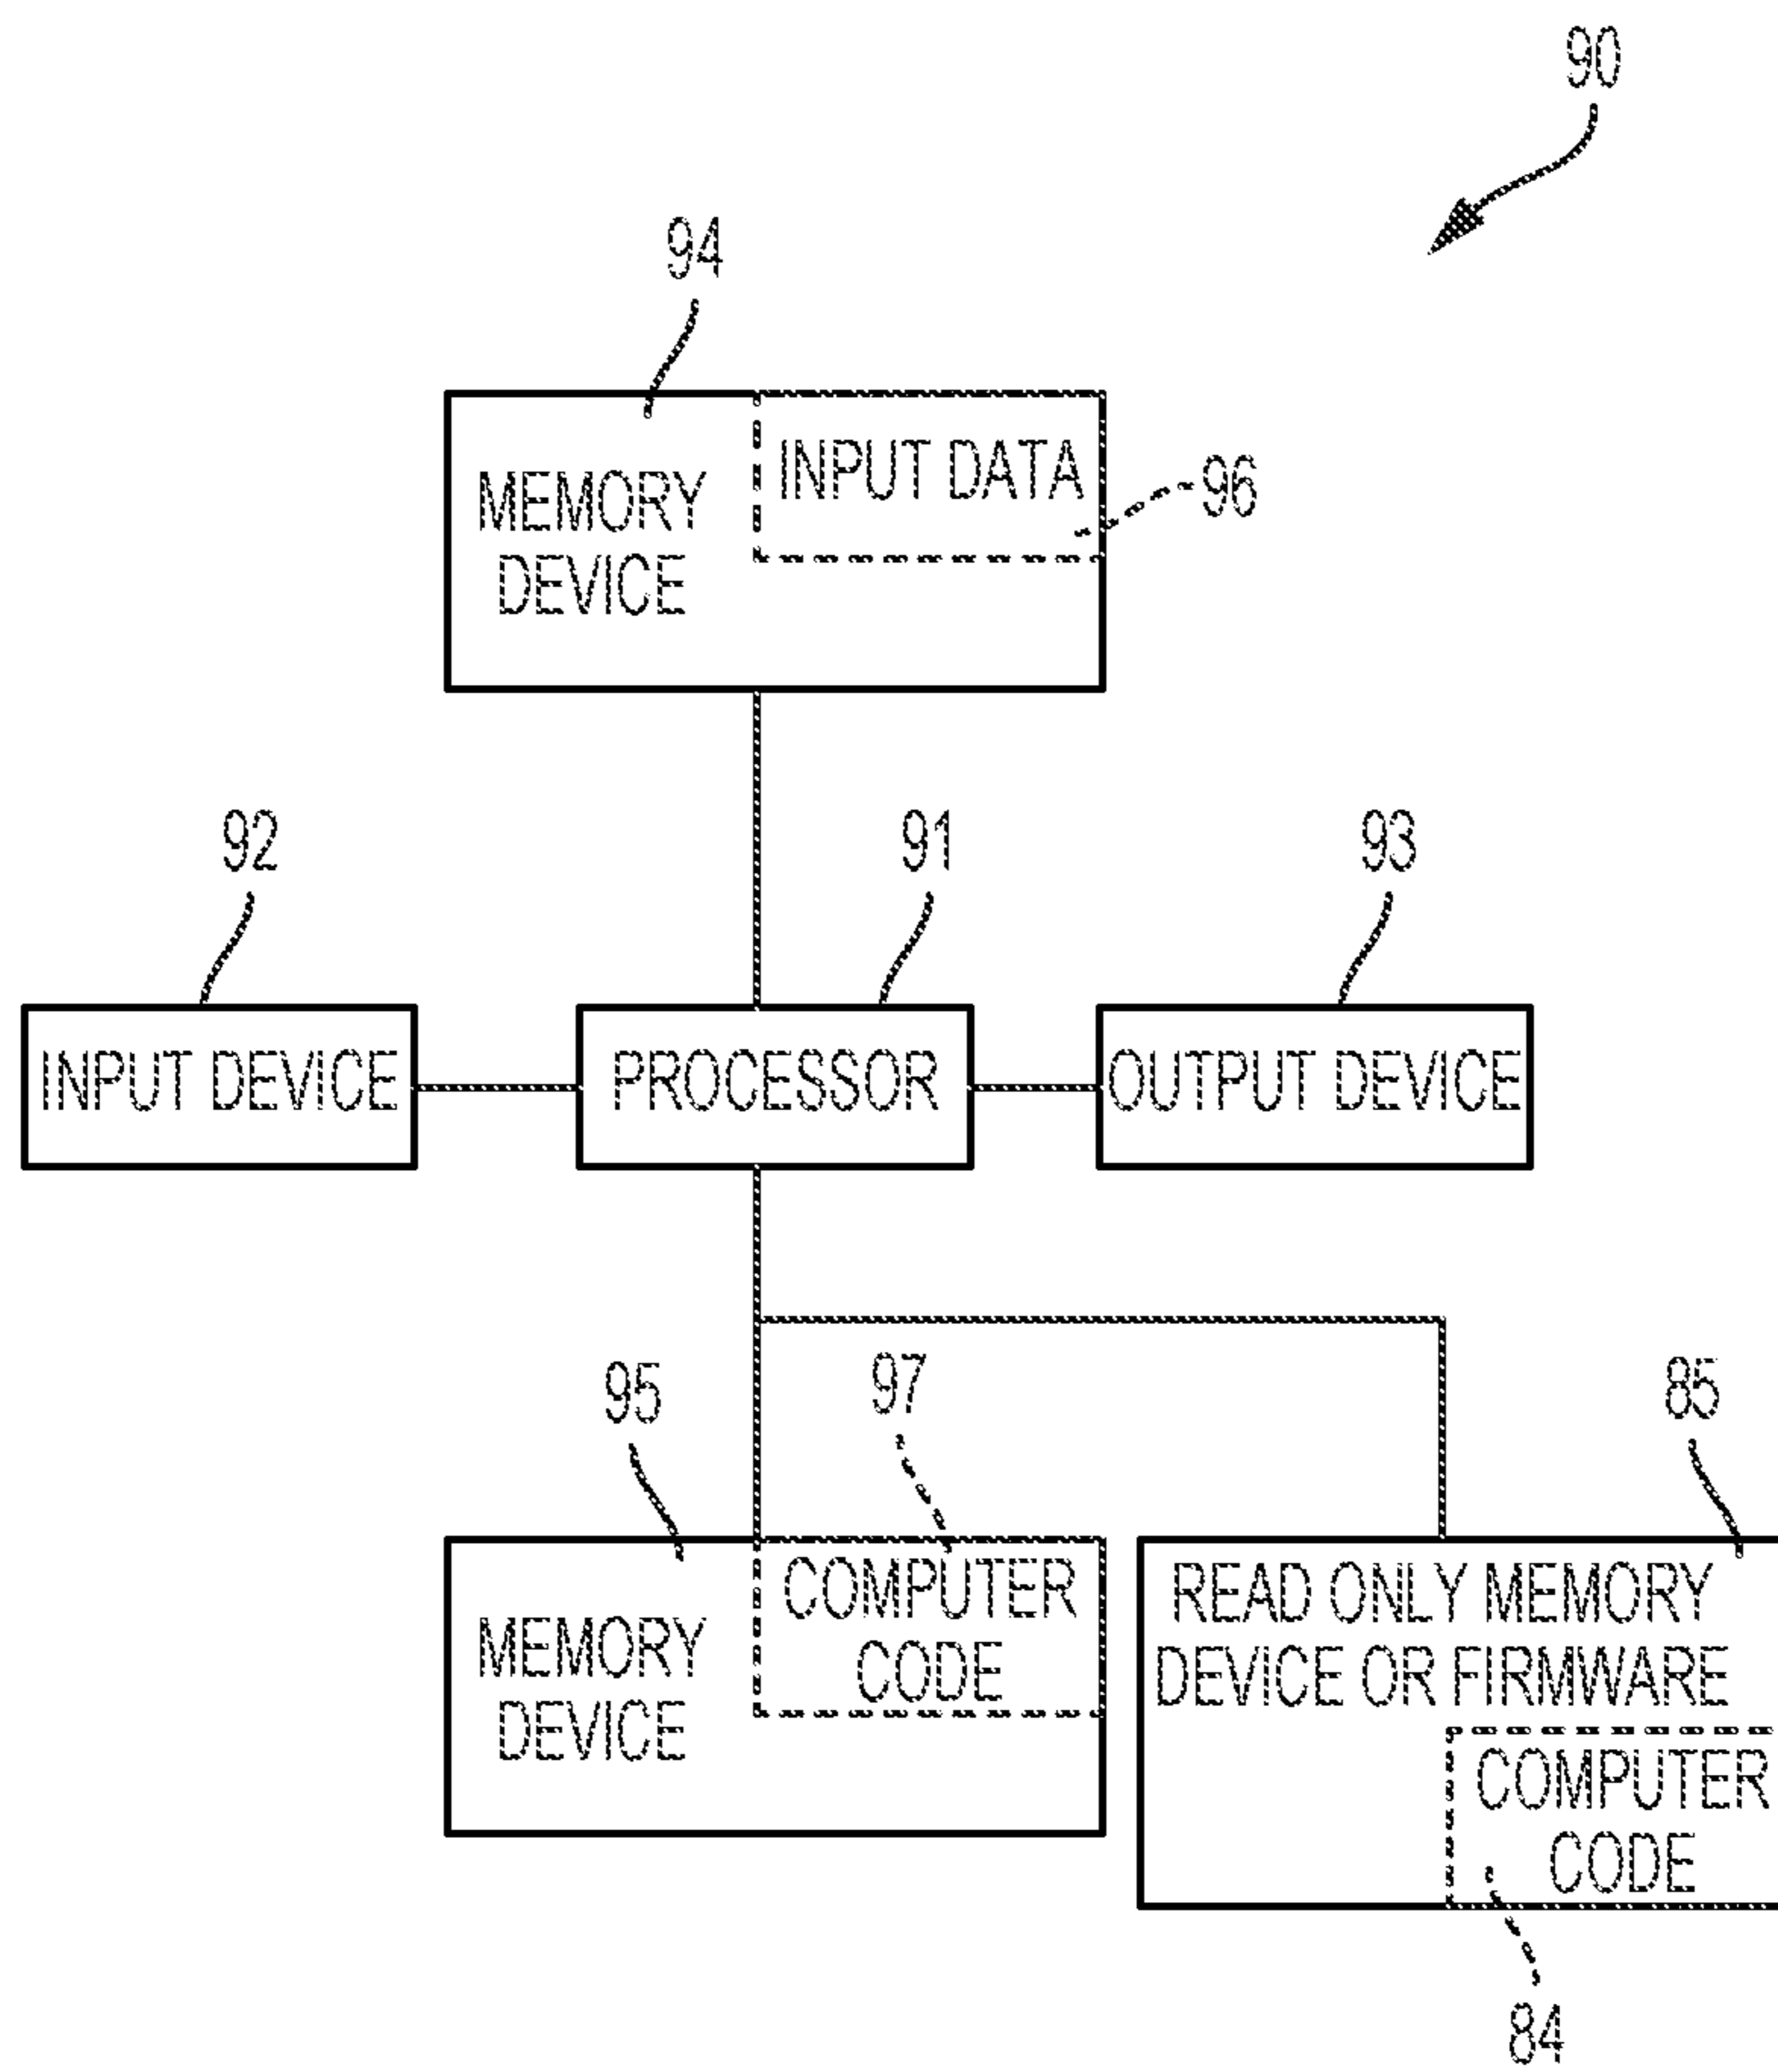 90
94
INPUT DATA
96
MEMORY
DEVICE
92
91
93
INPUT DEVICE
PROCESSOR
OUTPUT DEVICE
95
97
85
COMPUTER
CODE
MEMORY
DEVICE
READ ONLY MEMORY
DEVICE OR FIRMWARE
COMPUTER
CODE
84